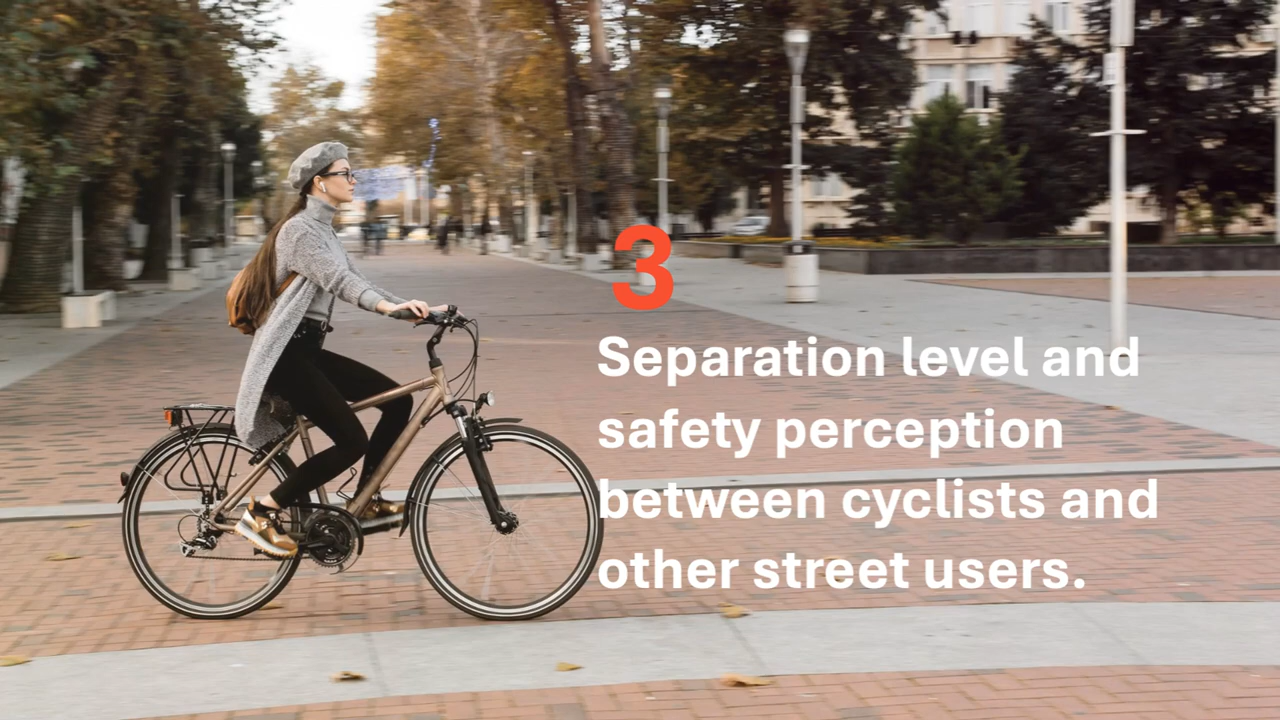 3
Separation level and
safety perception
between cyclists and
other street users.